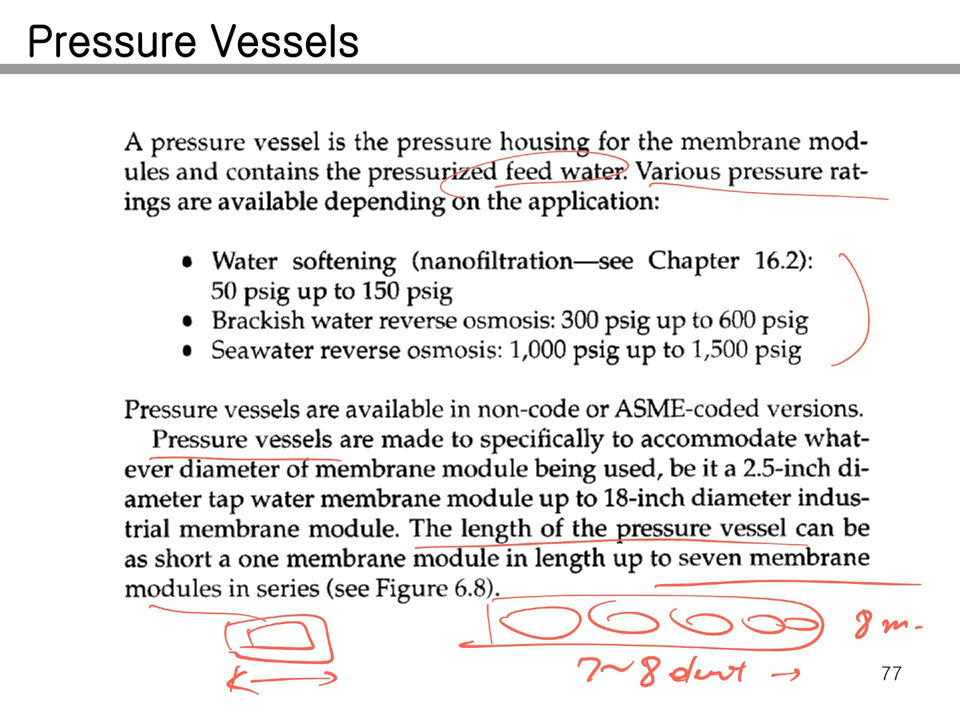 Pressure Vessels
A pressure vessel is the pressure housing for the membrane mod-
ules and contains the pressurized feed water. Various pressure rat-
ings are available depending on the application:
• Water softening (nanofiltration—see Chapter 16.2):
50 psig up to 150 psig
• Brackish water reverse osmosis: 300 psig up to 600 psig
• Seawater reverse osmosis: 1,000 psig up to 1,500 psig
Pressure vessels are available in non-code or ASME-coded versions.
Pressure vessels are made to specifically to accommodate what-
ever diameter of membrane module being used, be it a 2.5-inch di-
ameter tap water membrane module up to 18-inch diameter indus-
trial membrane module. The length of the pressure vessel can be
as short a one membrane module in length up to seven membrane
modules in series (see Figure 6.8).
8 m.
7~8
77